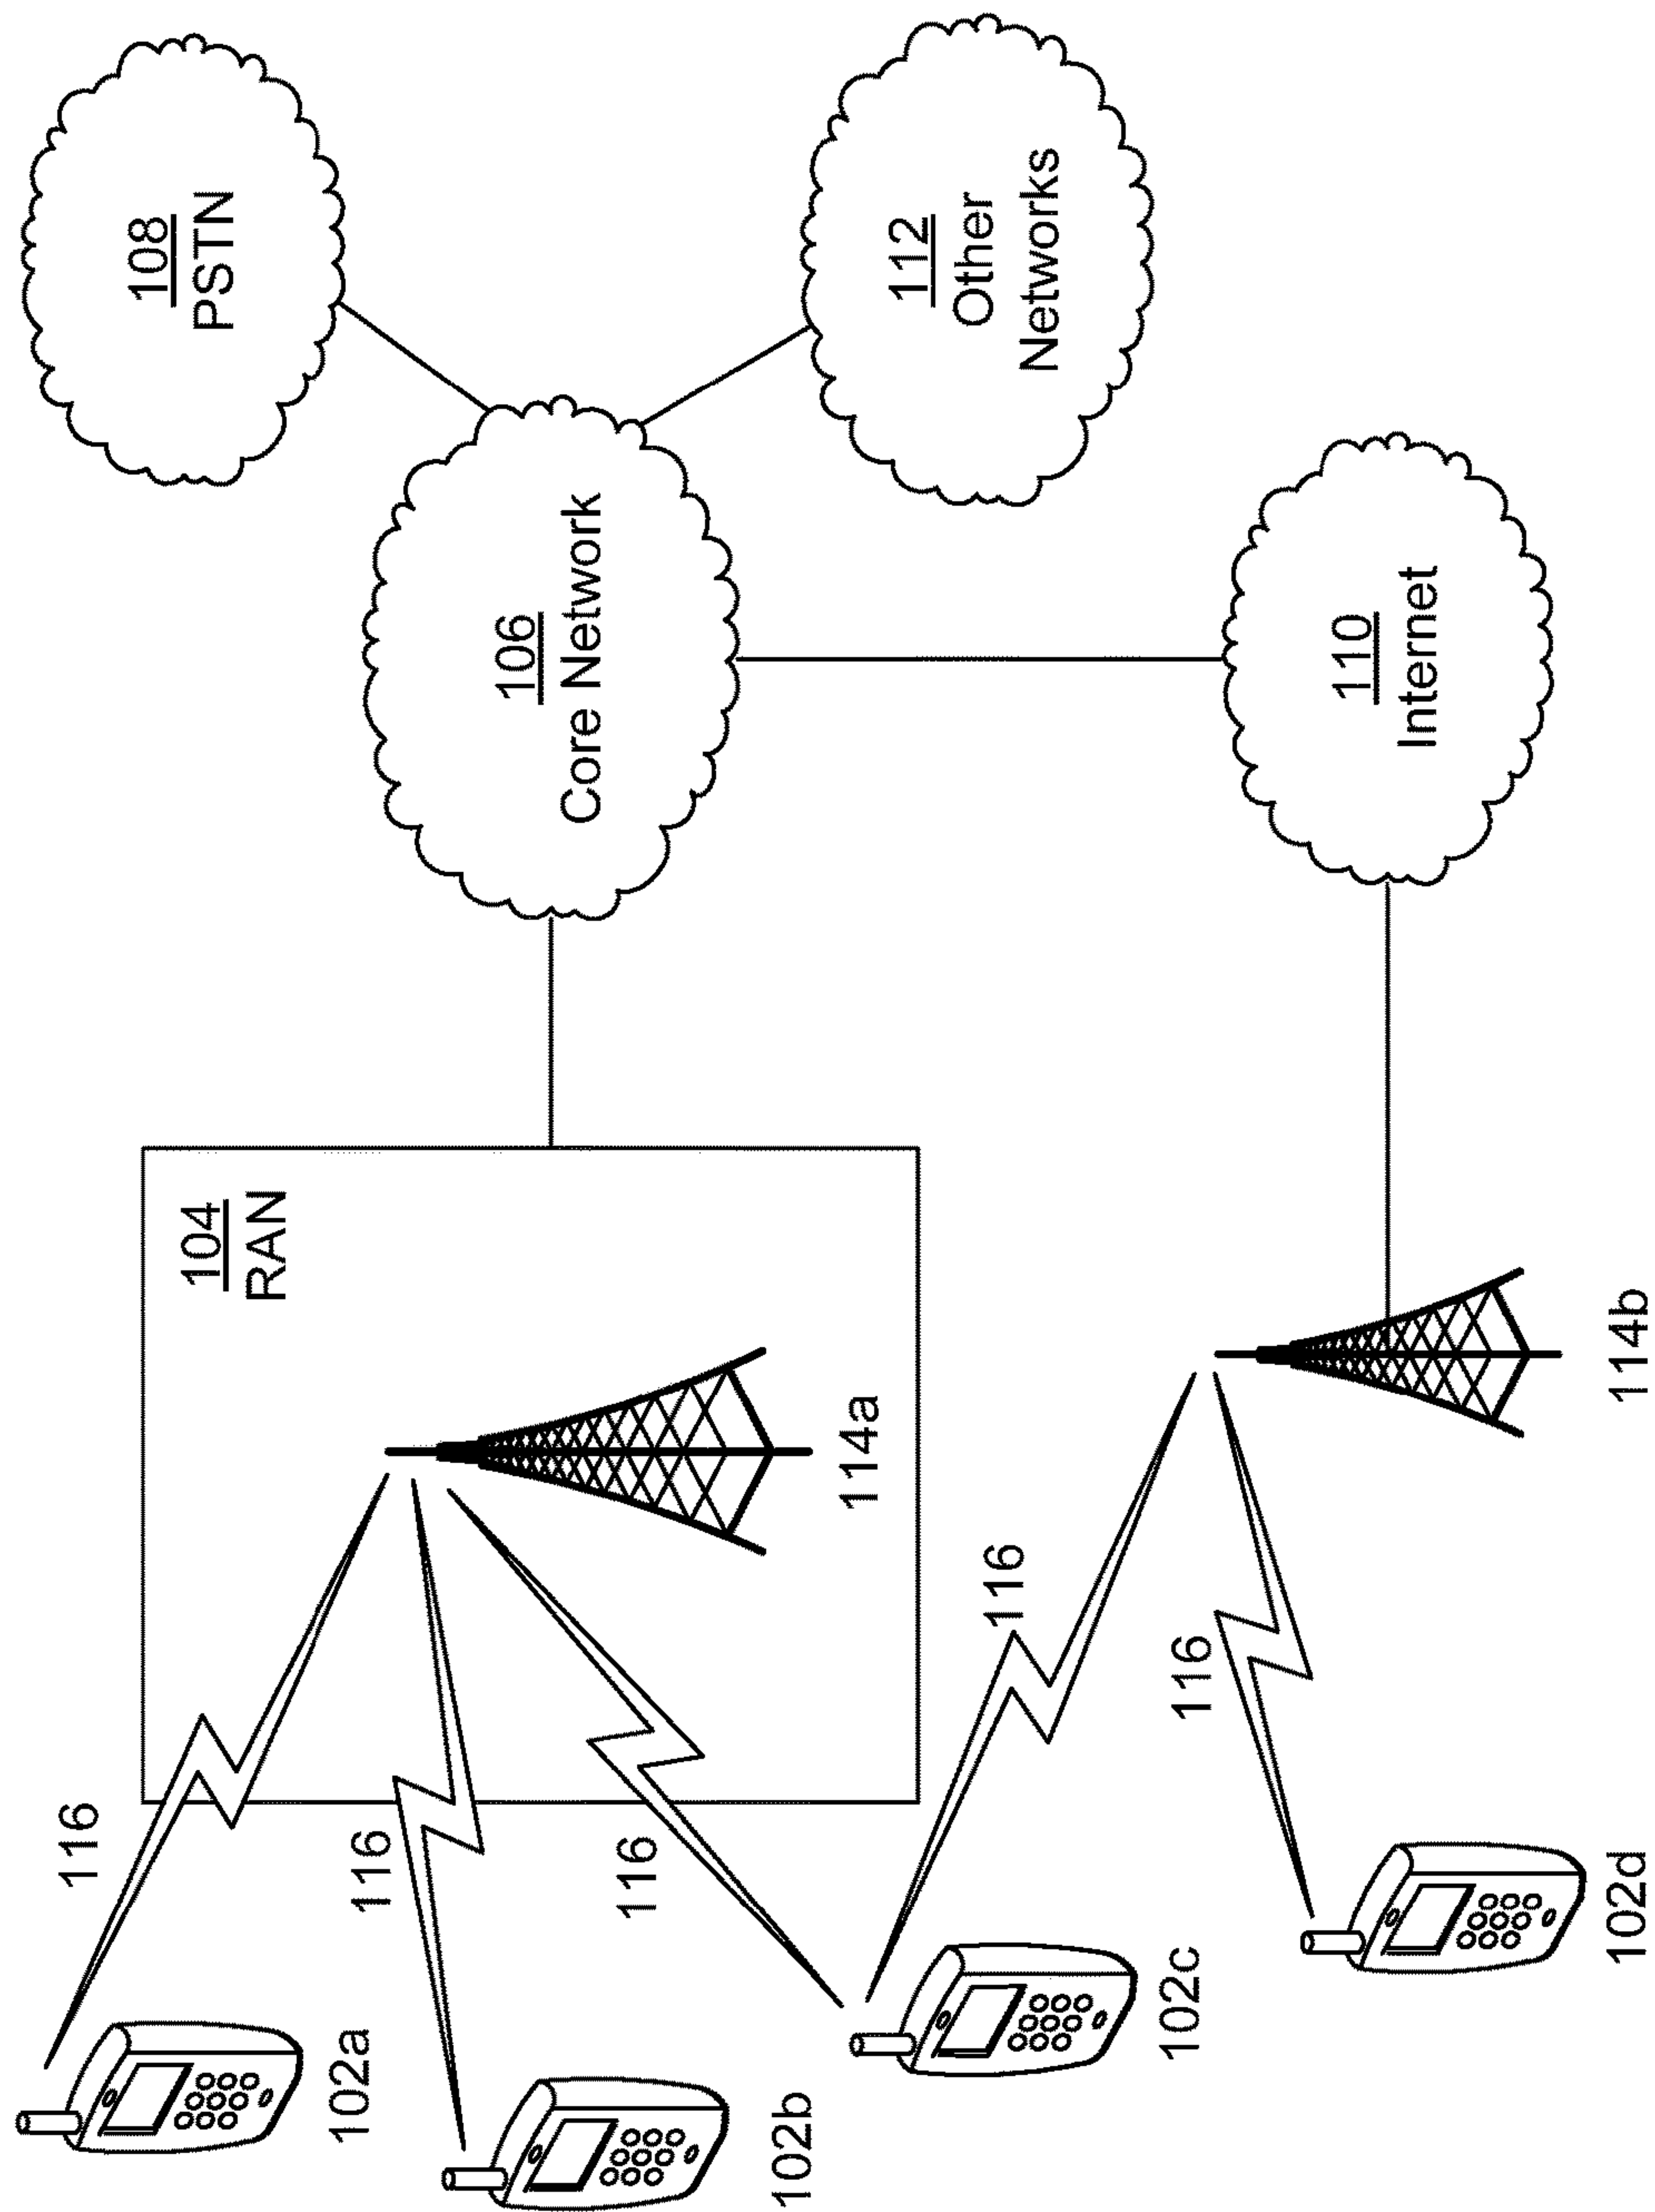 102a
116
102b
116
116
102c
116
102d
116
104
RAN
114a
114b
106
Core Network
108
PSTN
112
Other
Networks
110
Internet